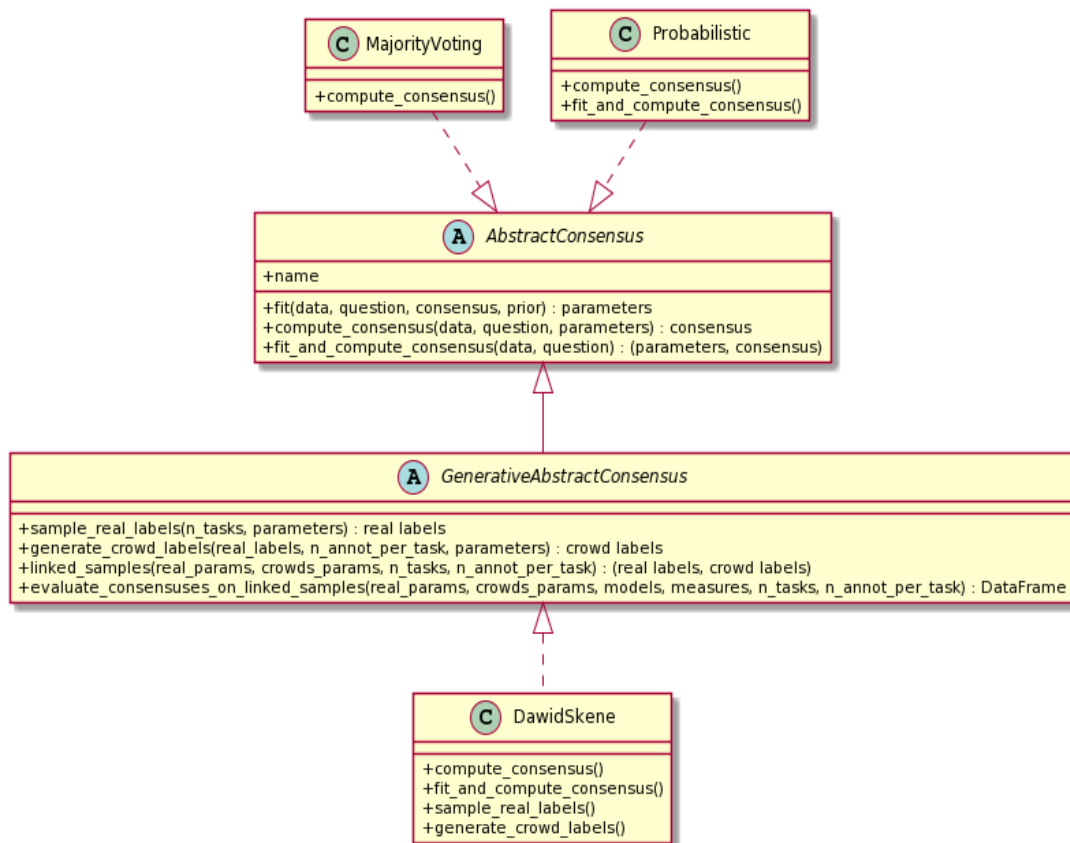 C MajorityVoting
+compute_consensus()
C Probabilistic
+compute_consensus()
+fit_and_compute_consensus()
A AbstractConsensus
+name
+fit(data, question, consensus, prior) : parameters
+compute_consensus(data, question, parameters) : consensus
+fit_and_compute_consensus(data, question) : (parameters, consensus)
A GenerativeAbstractConsensus
+sample_real_labels(n_tasks, parameters) : real labels
+generate_crowd_labels(real_labels, n_annot_per_task, parameters) : crowd labels
+linked_samples(real_params, crowds_params, n_tasks, n_annot_per_task) : (real labels, crowd labels)
+evaluate_consensuses_on_linked_samples(real_params, crowds_params, models, measures, n_tasks, n_annot_per_task) : DataFrame
C DawidSkene
+compute_consensus()
+fit_and_compute_consensus()
+sample_real_labels()
+generate_crowd_labels()